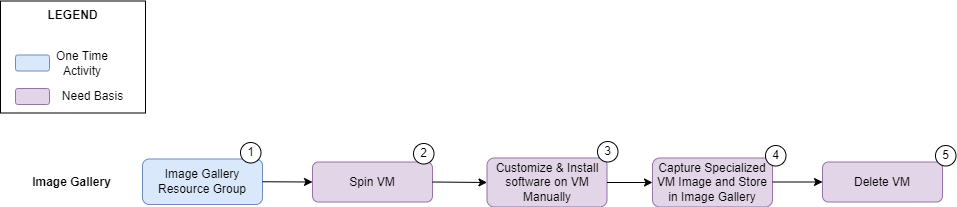 LEGEND
One Time
Activity
Need Basis
Image Gallery
1
Image Gallery
Resource Group
2
Spin VM
3
Customize & Install
software on VM
Manually
4
Capture Specialized
VM Image and Store
in Image Gallery
5
Delete VM